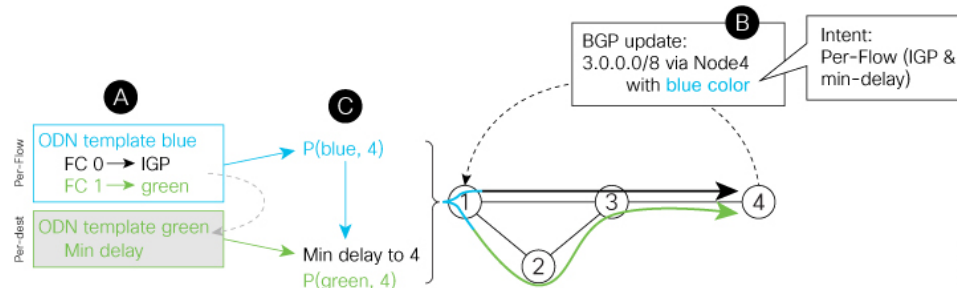 A
Per-Flow
ODN template blue
FC 0 → IGP
FC 1 → green
Per-dest
ODN template green
Min delay
C
P(blue, 4)
Min delay to 4
P(green, 4)
B
BGP update:
3.0.0.0/8 via Node4
with blue color
Intent:
Per-Flow (IGP &
min-delay)
1
3
4
2